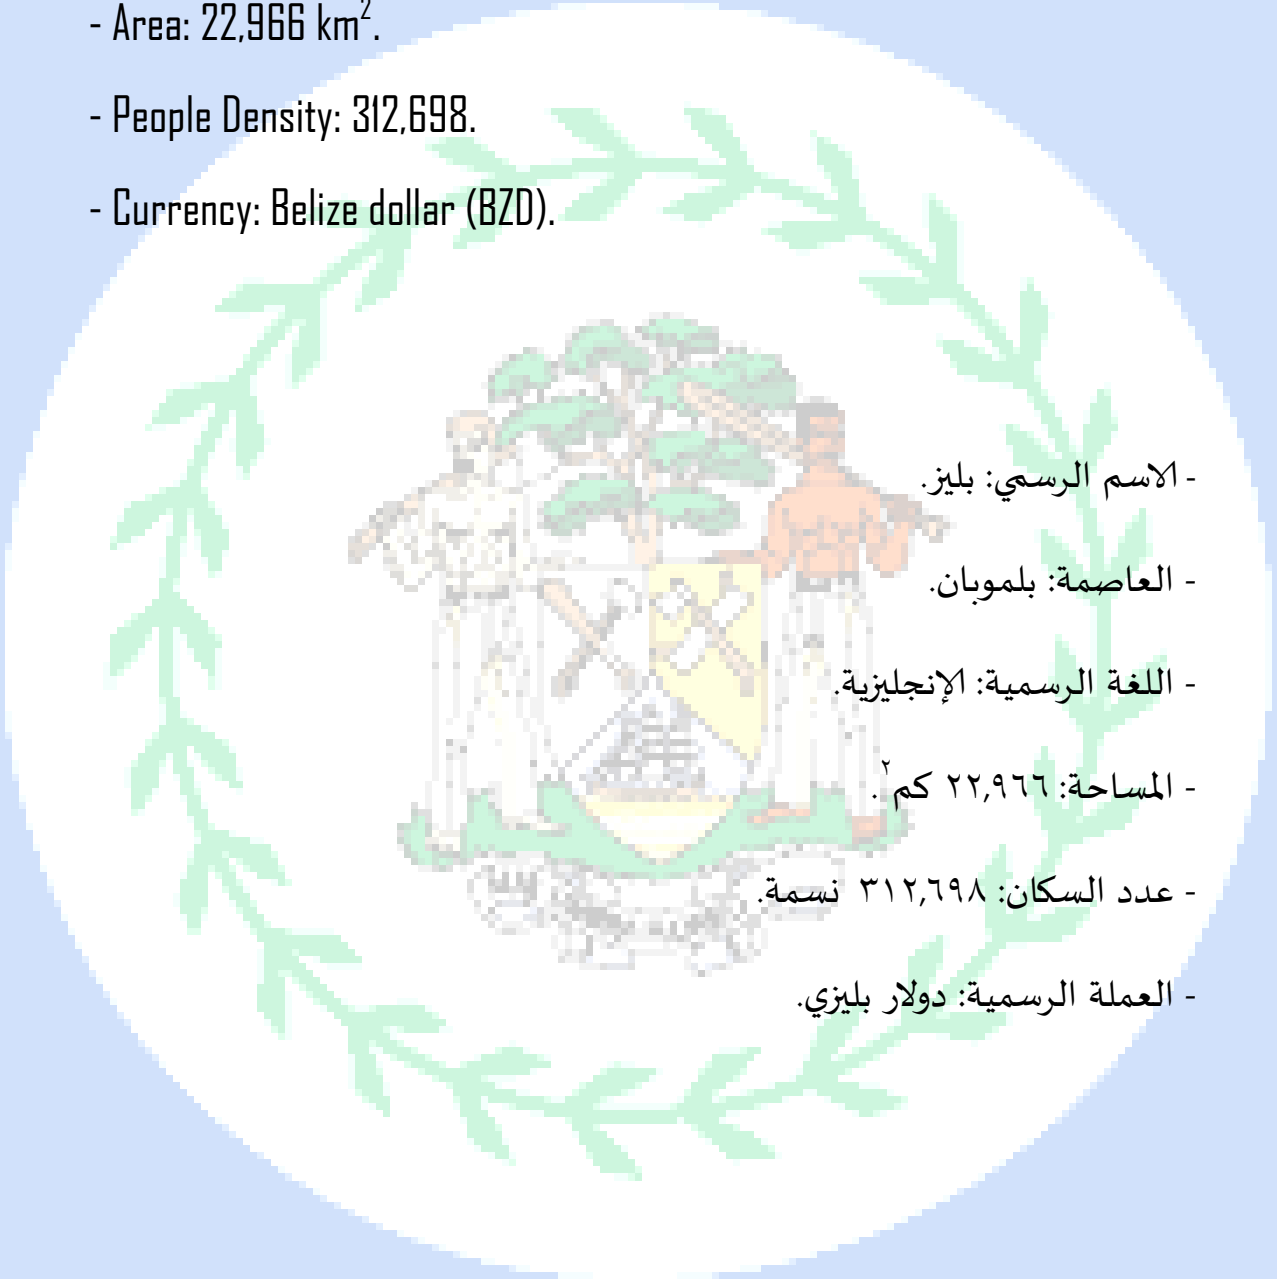 - Area: 22,966 km².
- People Density: 312,698.
- Currency: Belize dollar (BZD).
- الاسم الرسمي: بليز.
- العاصمة: بلموبان.
- اللغة الرسمية: الإنجليزية.
- المساحة: ٢٢,٩٦٦ كم٢.
- عدد السكان: ٣١٢,٦٩٨ نسمة.
- العملة الرسمية: دولار بليزي.